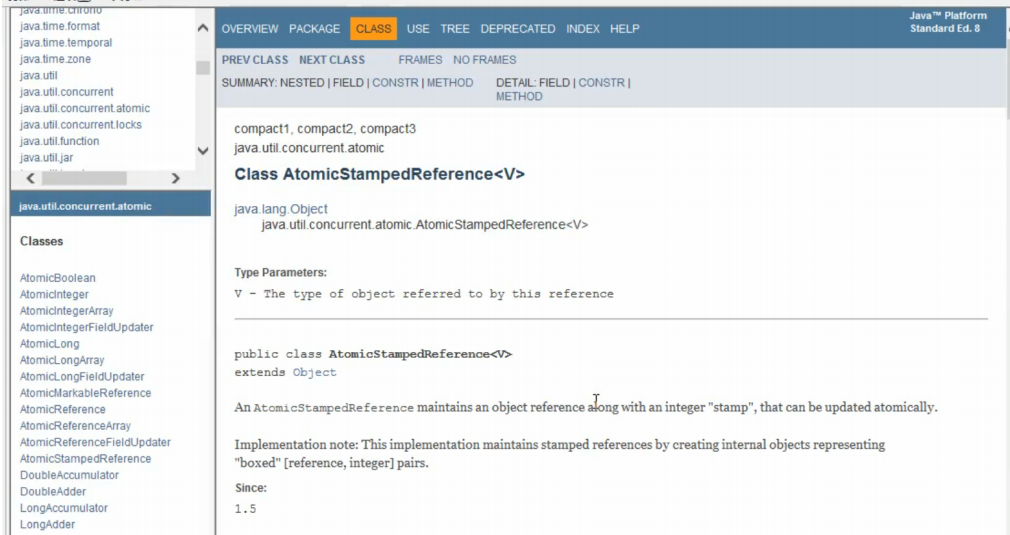 java.time.chrono
java.time.format
java.time.temporal
java.time.zone
java.util
java.util.concurrent
java.util.concurrent.atomic
java.util.concurrent.locks
java.util.function
java.util.jar
java.util.concurrent.atomic
Classes
AtomicBoolean
AtomicInteger
AtomicIntegerArray
AtomicIntegerFieldUpdater
AtomicLong
AtomicLongArray
AtomicLongFieldUpdater
AtomicMarkableReference
AtomicReference
AtomicReferenceArray
AtomicReferenceFieldUpdater
AtomicStampedReference
DoubleAccumulator
DoubleAdder
LongAccumulator
LongAdder
OVERVIEW PACKAGE CLASS USE TREE DEPRECATED INDEX HELP
Java™ Platform
Standard Ed. 8
PREV CLASS NEXT CLASS FRAMES NO FRAMES
SUMMARY: NESTED | FIELD | CONSTR | METHOD DETAIL: FIELD | CONSTR |
METHOD
compact1, compact2, compact3
java.util.concurrent.atomic
Class AtomicStampedReference<V>
java.lang.Object
java.util.concurrent.atomic.AtomicStampedReference<V>
Type Parameters:
V - The type of object referred to by this reference
public class AtomicStampedReference<V>
extends Object
An AtomicStampedReference maintains an object reference along with an integer "stamp", that can be updated atomically.
Implementation note: This implementation maintains stamped references by creating internal objects representing
"boxed" [reference, integer] pairs.
Since:
1.5